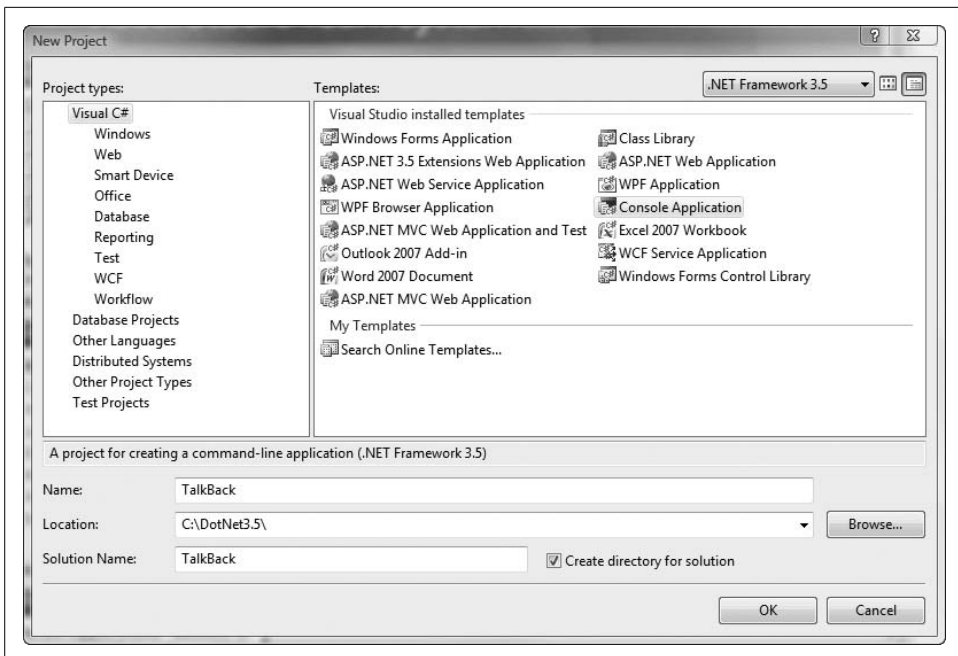 New Project
Project types:
Templates:
.NET Framework 3.5
Visual C#
Windows
Web
Smart Device
Office
Database
Reporting
Test
WCF
Workflow
Database Projects
Other Languages
Distributed Systems
Other Project Types
Test Projects
Visual Studio installed templates
Windows Forms Application
ASP.NET 3.5 Extensions Web Application
ASP.NET Web Service Application
WPF Browser Application
ASP.NET MVC Web Application and Test
Outlook 2007 Add-in
Word 2007 Document
ASP.NET MVC Web Application
Class Library
ASP.NET Web Application
WPF Application
Console Application
Excel 2007 Workbook
WCF Service Application
Windows Forms Control Library
My Templates
Search Online Templates...
A project for creating a command-line application (.NET Framework 3.5)
Name:
TalkBack
Location:
C:\DotNet3.5\
Browse...
Solution Name:
TalkBack
Create directory for solution
OK
Cancel